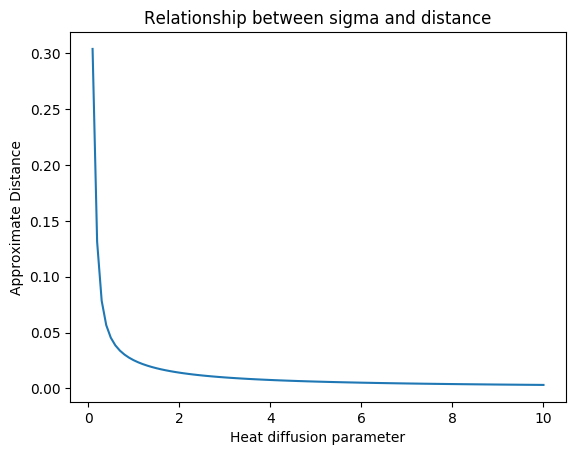 Relationship between sigma and distance
Approximate Distance
0.30
0.25
0.20
0.15
0.10
0.05
0.00
0 2 4 6 8 10
Heat diffusion parameter